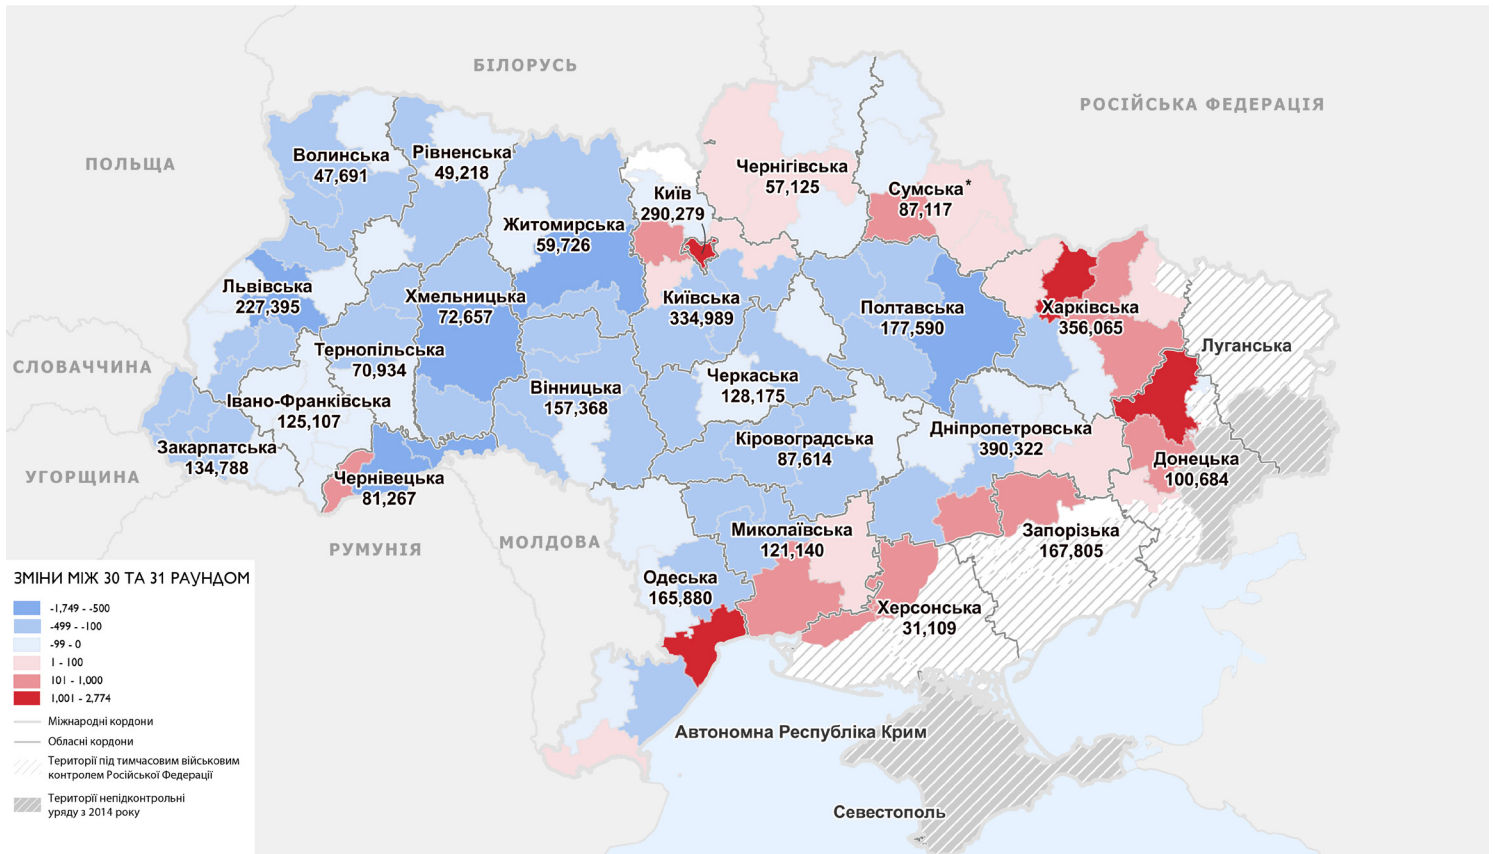 БІЛОРУСЬ
РОСІЙСЬКА ФЕДЕРАЦІЯ
ПОЛЬЩА
СЛОВАЧЧИНА
УГОРЩИНА
РУМУНІЯ
МОЛДОВА
Волинська
47,691
Рівненська
49,218
Житомирська
59,726
Київ
290,279
Чернігівська
57,125
Сумська*
87,117
Львівська
227,395
Хмельницька
72,657
Київська
334,989
Полтавська
177,590
Харківська
356,065
Луганська
Тернопільська
70,934
Івано-Франківська
125,107
Вінницька
157,368
Черкаська
128,175
Закарпатська
134,788
Чернівецька
81,267
Кіровоградська
87,614
Дніпропетровська
390,322
Донецька
100,684
Миколаївська
121,140
Запорізька
167,805
Одеська
165,880
Херсонська
31,109
Автономна Республіка Крим
Севестополь
ЗМІНИ МІЖ 30 ТА 31 РАУНДОМ
-1,749 - -500
-499 - -100
-99 - 0
1 - 100
101 - 1,000
1,001 - 2,774
Міжнародні кордони
Обласні кордони
Території під тимчасовим військовим
контролем Російської Федерації
Території непідконтрольні
уряду з 2014 року